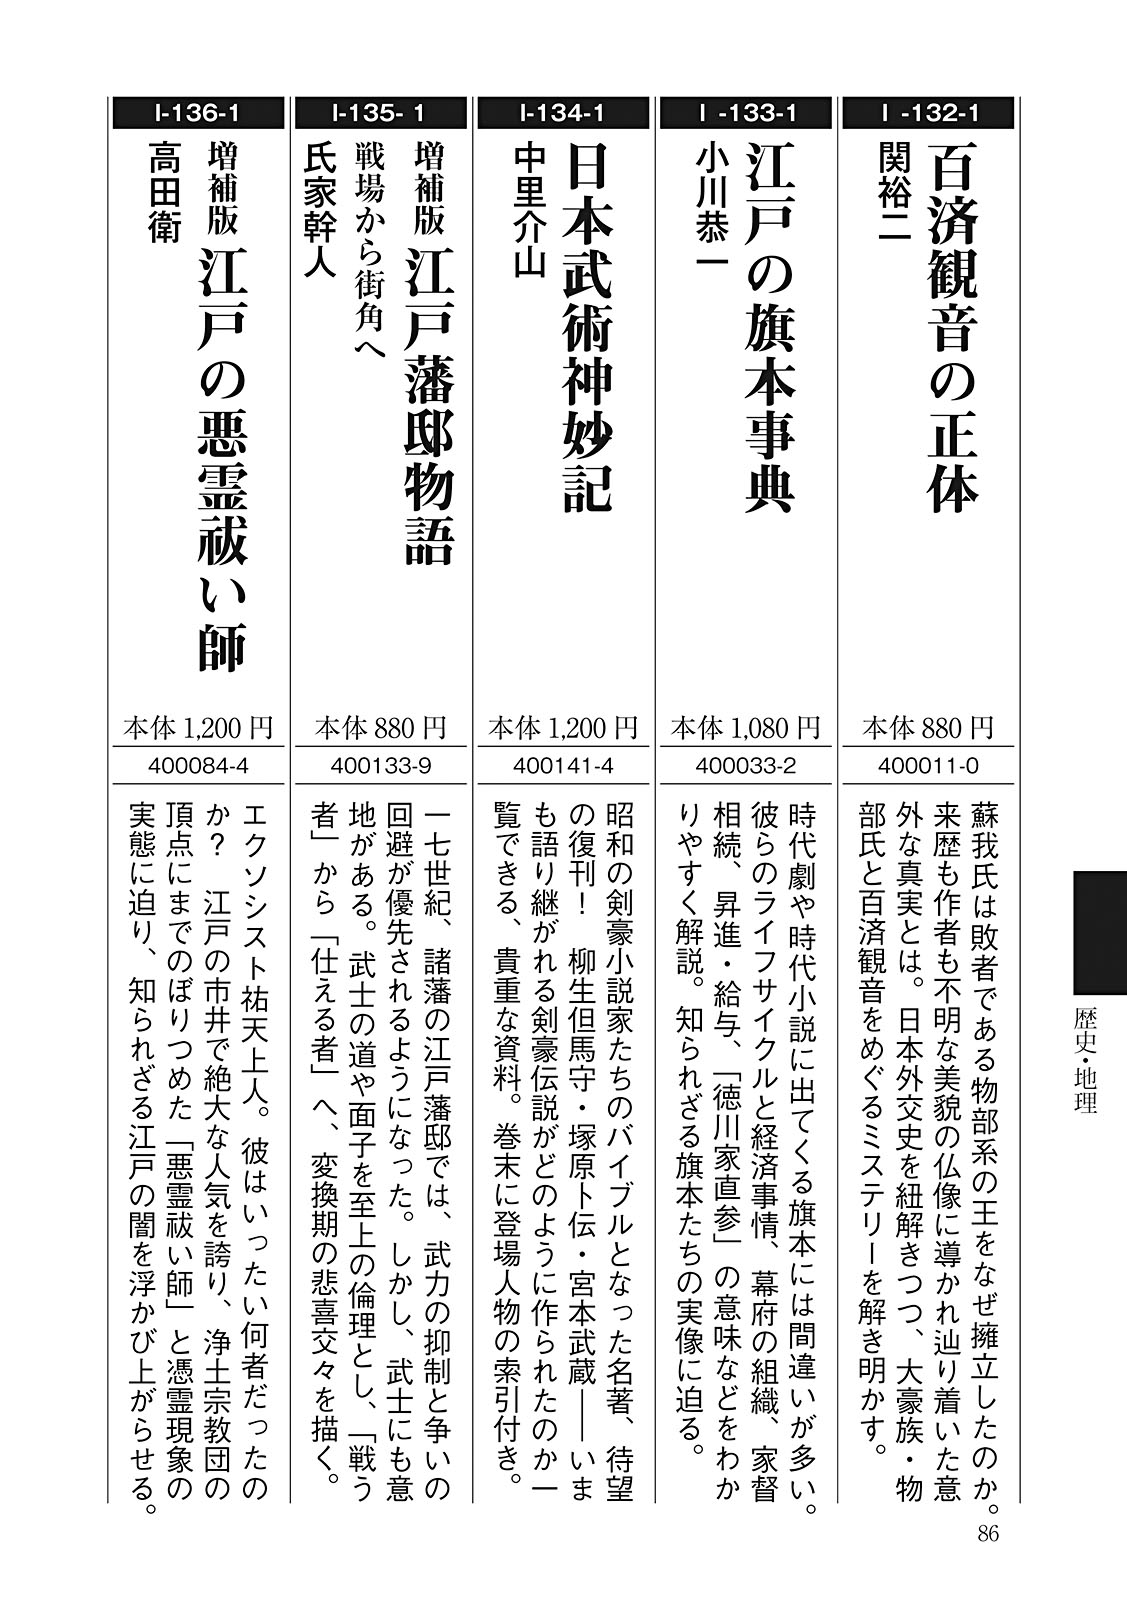 I-132-1
百済観音の正体
関裕二
本体 880 円
400011-0
蘇我氏は敗者である物部系の王をなぜ擁立したのか。
来歴も作者も不明な美貌の仏像に導かれ辿り着いた意
外な真実とは。日本外交史を紐解きつつ、大豪族・物
部氏と百済観音をめぐるミステリーを解き明かす。
I-133-1
江戸の旗本事典
小川恭一
本体 1,080 円
400033-2
時代劇や時代小説に出てくる旗本には間違いが多い。
彼らのライフサイクルと経済事情、幕府の組織、家督
相続、昇進・給与、「徳川家直参」の意味などをわか
りやすく解説。知られざる旗本たちの実像に迫る。
I-134-1
日本武術神妙記
中里介山
本体 1,200 円
400141-4
昭和の剣豪小説家たちのバイブルとなった名著、待望
の復刊！　柳生但馬守・塚原卜伝・宮本武蔵――いま
も語り継がれる剣豪伝説がどのように作られたのか一
覧できる、貴重な資料。巻末に登場人物の索引付き。
I-135- 1
増補版 江戸藩邸物語
戦場から街角へ
氏家幹人
本体 880 円
400133-9
一七世紀、諸藩の江戸藩邸では、武力の抑制と争いの
回避が優先されるようになった。しかし、武士にも意
地がある。武士の道や面子を至上の倫理とし、「戦う
者」から「仕える者」へ、変換期の悲喜交々を描く。
I-136-1
増補版 江戸の悪霊祓い師
高田衛
本体 1,200 円
400084-4
エクソシスト祐天上人。彼はいったい何者だったの
か？　江戸の市井で絶大な人気を誇り、浄土宗教団の
頂点にまでのぼりつめた「悪霊祓い師」と憑霊現象の
実態に迫り、知られざる江戸の闇を浮かび上がらせる。
歴史・地理
86